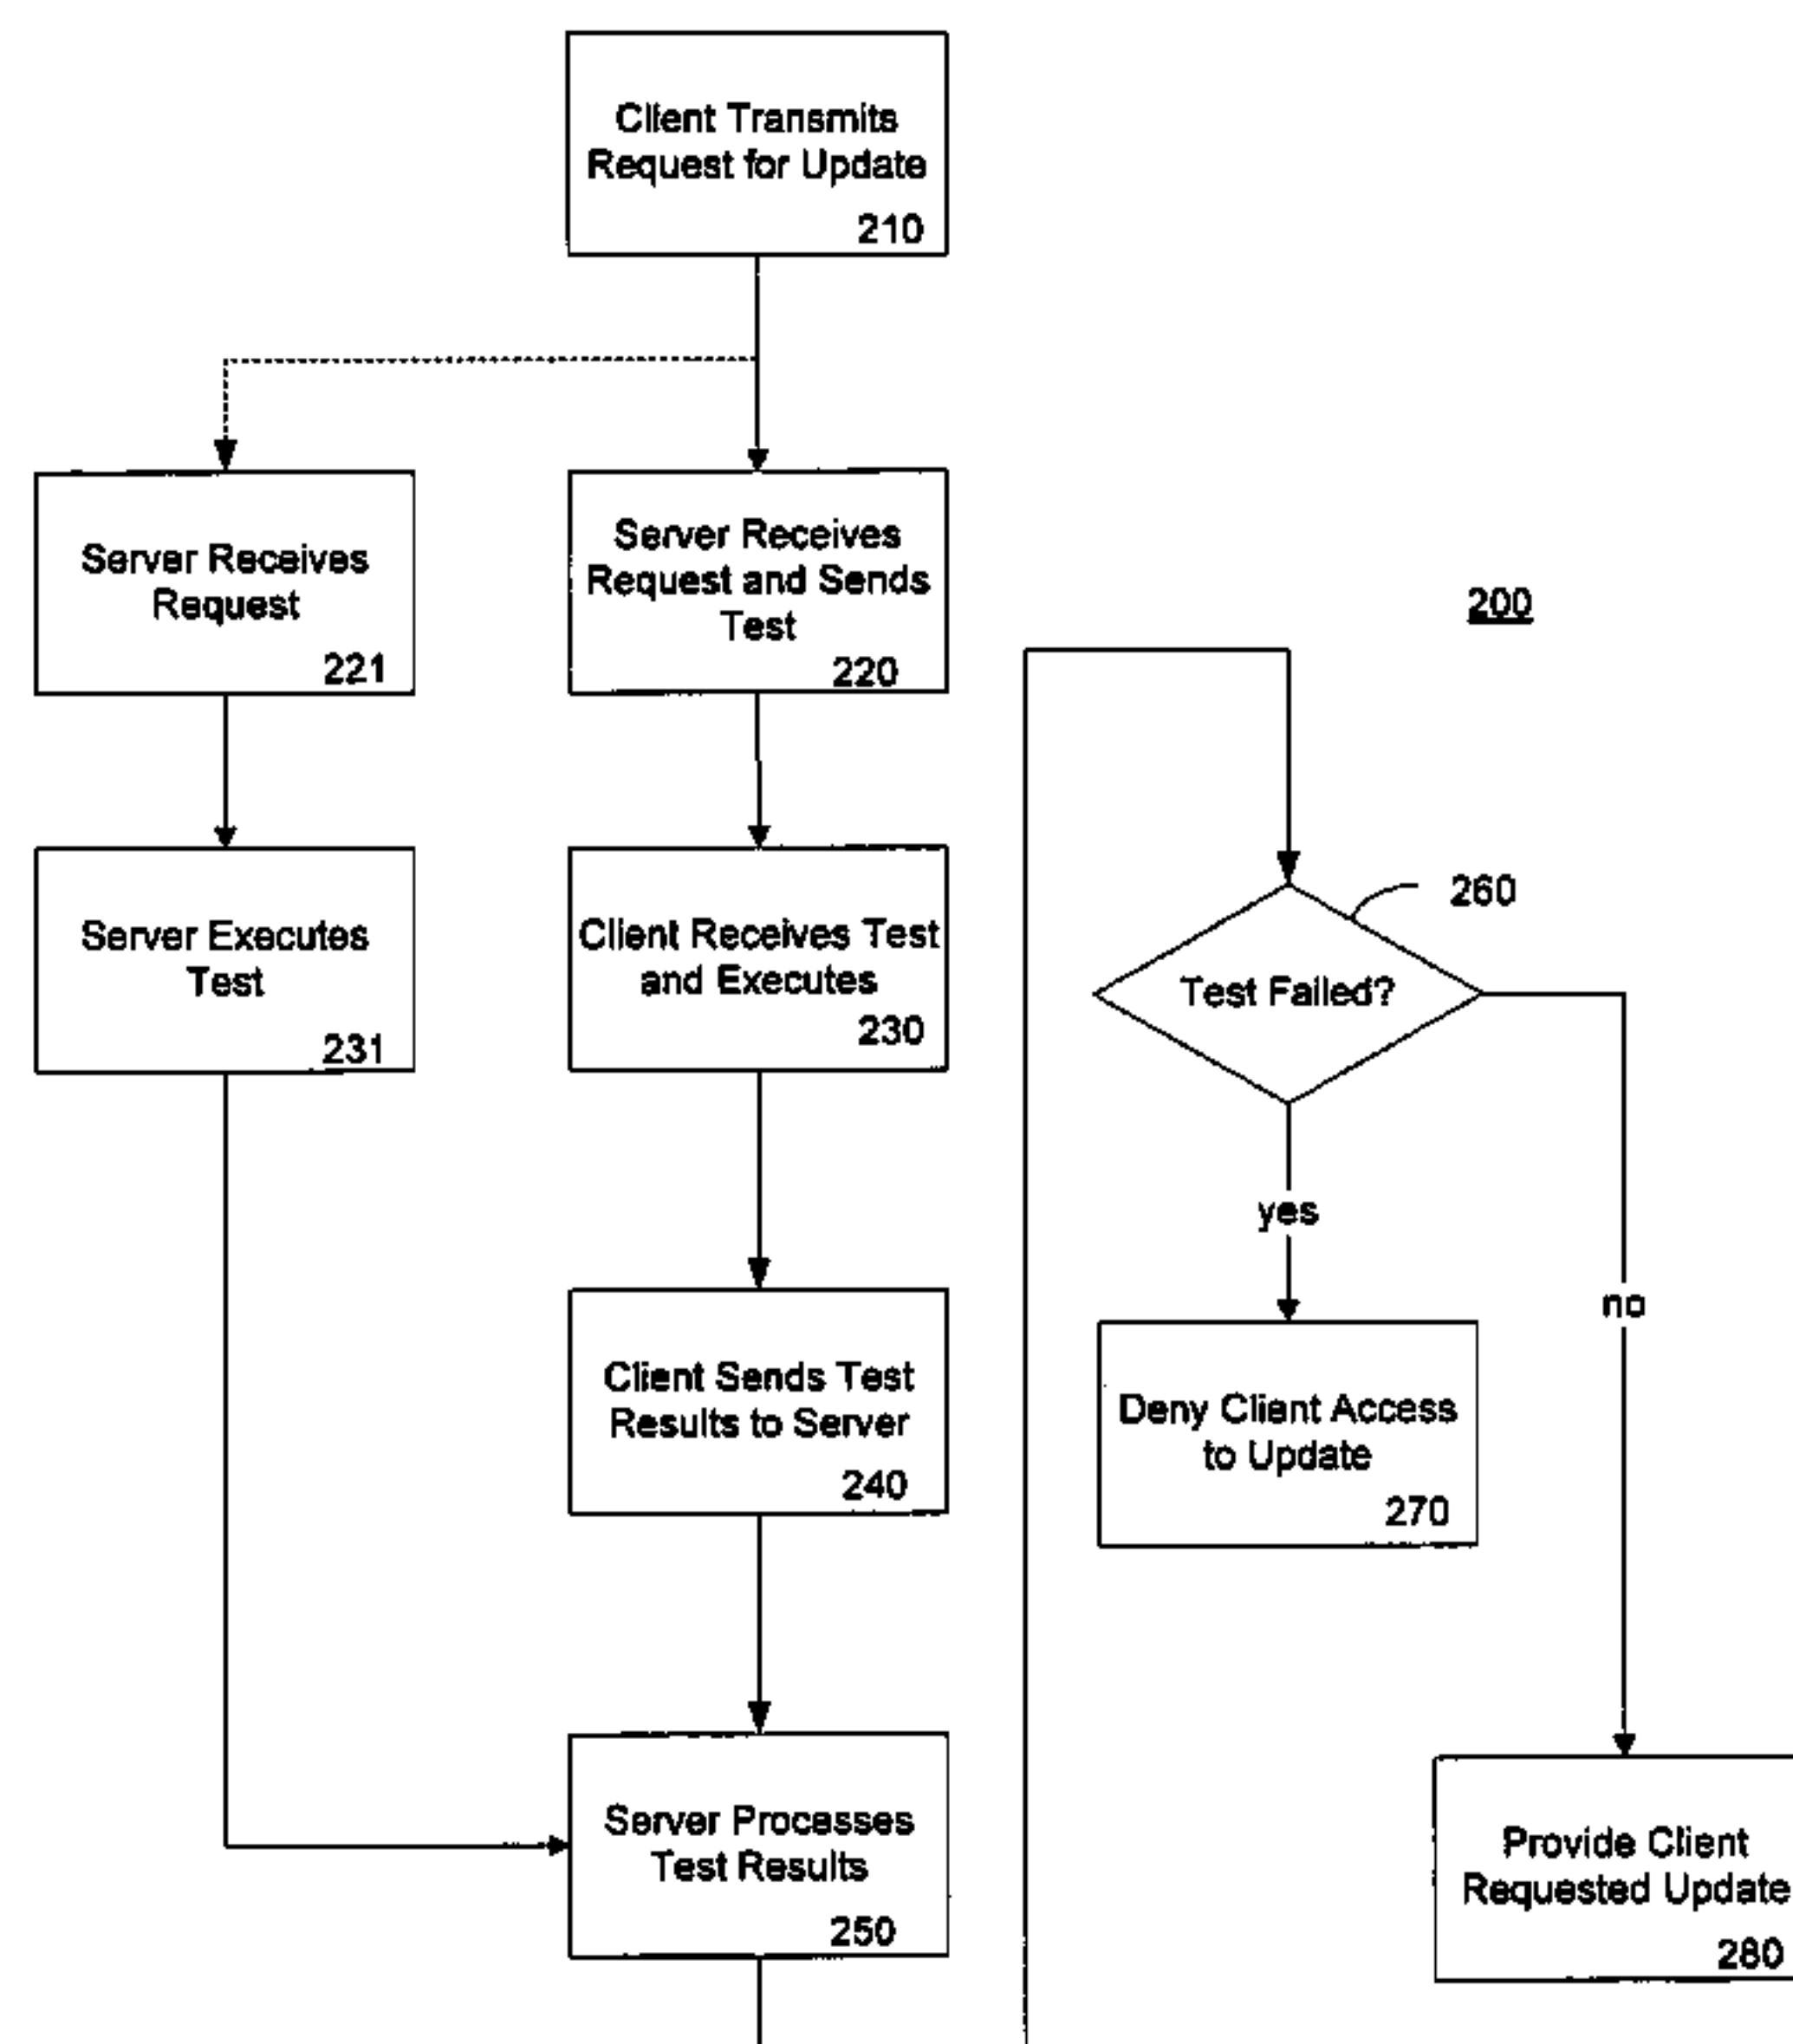 Client Transmits
Request for Update
210
Server Receives
Request
221
Server Receives
Request and Sends
Test
220
200
Server Executes
Test
231
Client Receives Test
and Executes
230
260
Test Failed?
yes
no
Client Sends Test
Results to Server
240
Deny Client Access
to Update
270
Server Processes
Test Results
250
Provide Client
Requested Update
280